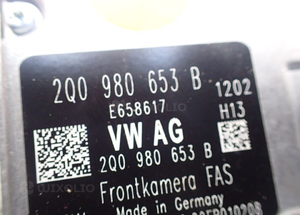 2Q0 980 653 B 1202
E658617 H13
VW AG
2Q0 980 653 B
Frontkamera FAS
Made in Germany